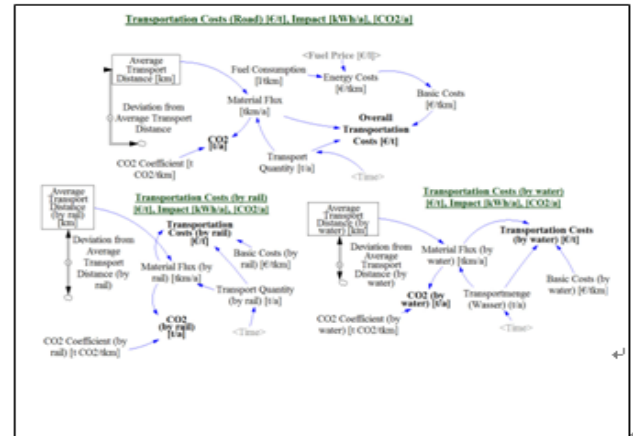 Transportation Costs (Road) [€/t], Impact [kWh/a], [CO2/a]
Average
Transport
Distance [km]
Deviation from
Average Transport
Distance
<Fuel Price [€/l]>
Fuel Consumption
[l/tkm]
Energy Costs
[€/tkm]
Basic Costs
[€/tkm]
Material Flux
[tkm/a]
Overall
Transportation
Costs [€/t]
CO2
[t/a]
CO2 Coefficient [t
CO2/tkm]
Transport
Quantity [t/a]
<Time>
Transportation Costs (by rail)
[€/t], Impact [kWh/a], [CO2/a]
Average
Transport
Distance
(by rail)
[km]
Deviation from
Average
Transport
Distance (by
rail)
Transportation
Costs (by rail)
[€/t]
Basic Costs (by
rail) [€/tkm]
Material Flux (by
rail) [tkm/a]
Transport Quantity
(by rail) [t/a]
CO2
(by rail)
[t/a]
<Time>
CO2 Coefficient (by
rail) [t CO2/tkm]
Transportation Costs (by water)
[€/t], Impact [kWh/a], [CO2/a]
Average
Transport
Distance (by
water) [km]
Deviation from
Average
Transport
Distance (by
water)
Transportation Costs
(by water) [€/t]
Material Flux (by
water) [tkm/a]
Basic Costs (by
water) [€/tkm]
CO2 (by
water) [t/a]
Transportmenge
(Wasser) (t/a)
CO2 Coefficient (by
water) [t CO2/tkm]
<Time>